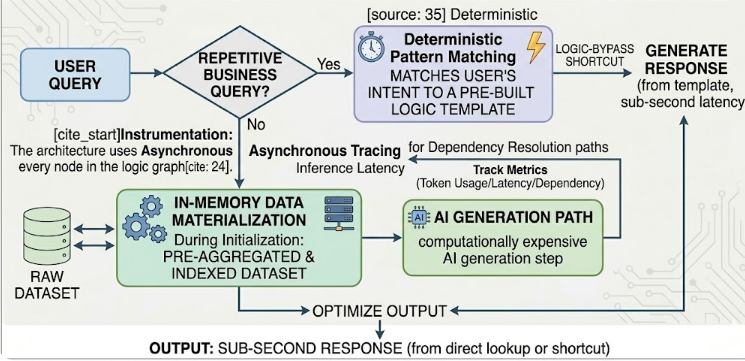 [source: 35] Deterministic
USER
QUERY
REPETITIVE
BUSINESS
QUERY?
Yes
Deterministic
Pattern Matching
MATCHES USER'S
INTENT TO A PRE-BUILT
LOGIC TEMPLATE
LOGIC-BYPASS
SHORTCUT
GENERATE
RESPONSE
(from template,
sub-second latency
No
[cite_start]Instrumentation:
The architecture uses Asynchronous
every node in the logic graph[cite: 24].
Asynchronous Tracing
Inference Latency
for Dependency Resolution paths
Track Metrics
(Token Usage/Latency/Dependency)
RAW
DATASET
IN-MEMORY DATA
MATERIALIZATION
During Initialization:
PRE-AGGREGATED &
INDEXED DATASET
AI
AI GENERATION PATH
computationally expensive
AI generation step
OPTIMIZE OUTPUT
OUTPUT: SUB-SECOND RESPONSE (from direct lookup or shortcut)